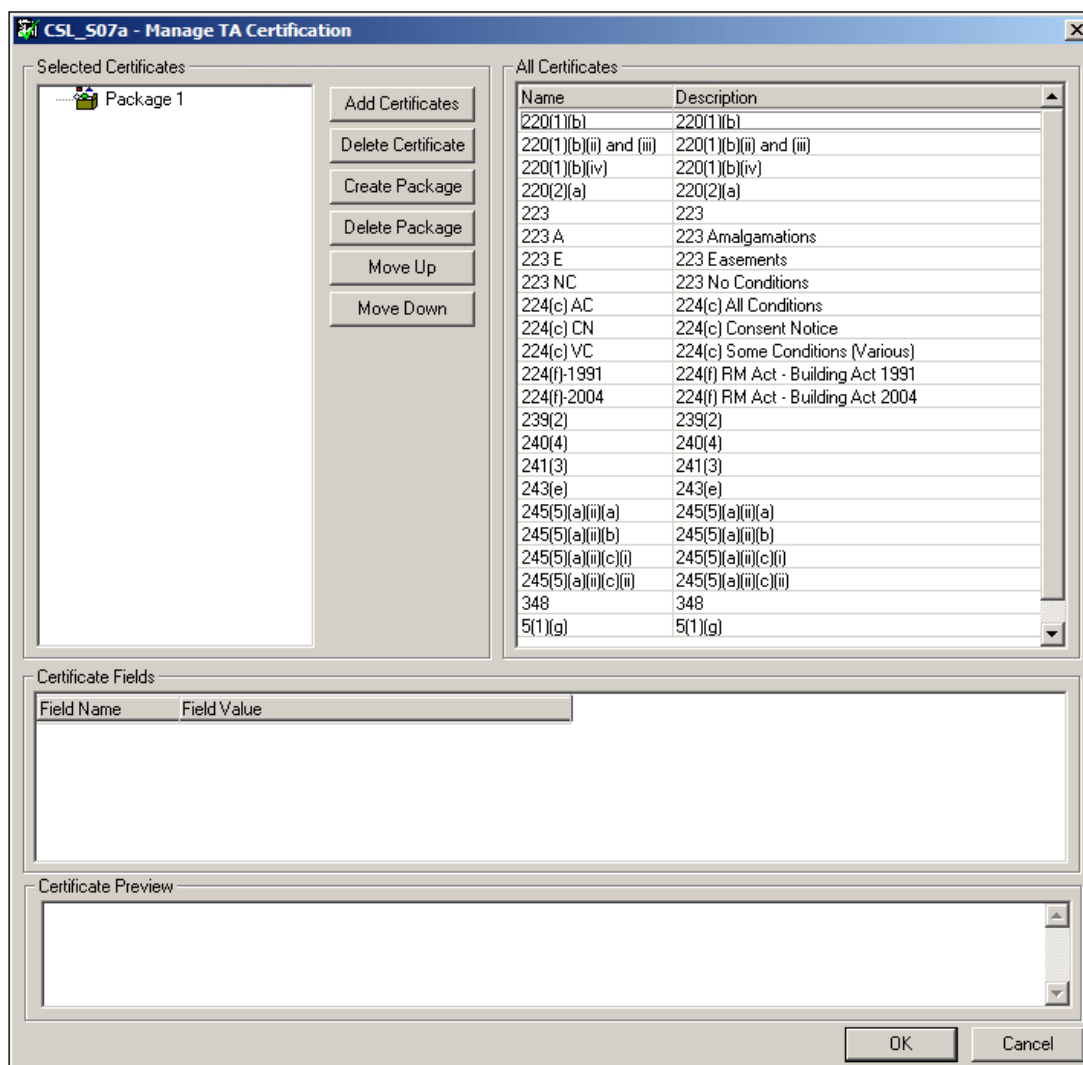 CSL_S07a - Manage TA Certification
Selected Certificates
Package 1
Add Certificates
Delete Certificate
Create Package
Delete Package
Move Up
Move Down
All Certificates
Name Description
220(1)(b) 220(1)(b)
220(1)(b)(ii) and (iii) 220(1)(b)(ii) and (iii)
220(1)(b)(iv) 220(1)(b)(iv)
220(2)(a) 220(2)(a)
223 223
223 A 223 Amalgamations
223 E 223 Easements
223 NC 223 No Conditions
224(c) AC 224(c) All Conditions
224(c) CN 224(c) Consent Notice
224(c) VC 224(c) Some Conditions (Various)
224(f)-1991 224(f) RM Act - Building Act 1991
224(f)-2004 224(f) RM Act - Building Act 2004
239(2) 239(2)
240(4) 240(4)
241(3) 241(3)
243(e) 243(e)
245(5)(a)(ii)(a) 245(5)(a)(ii)(a)
245(5)(a)(ii)(b) 245(5)(a)(ii)(b)
245(5)(a)(ii)(c)(i) 245(5)(a)(ii)(c)(i)
245(5)(a)(ii)(c)(ii) 245(5)(a)(ii)(c)(ii)
348 348
5(1)(g) 5(1)(g)
Certificate Fields
Field Name Field Value
Certificate Preview
OK Cancel